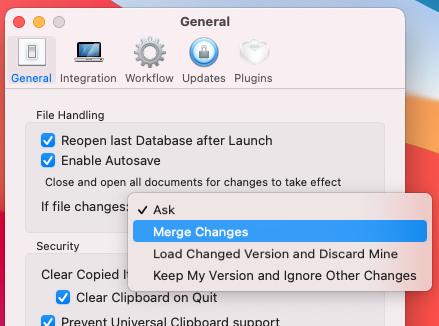 General
General Integration Workflow Updates Plugins
File Handling
Reopen last Database after Launch
Enable Autosave
Close and open all documents for changes to take effect
If file changes:
Ask
Merge Changes
Load Changed Version and Discard Mine
Keep My Version and Ignore Other Changes
Security
Clear Copied
Clear Clipboard on Quit
Prevent Universal Clipboard support